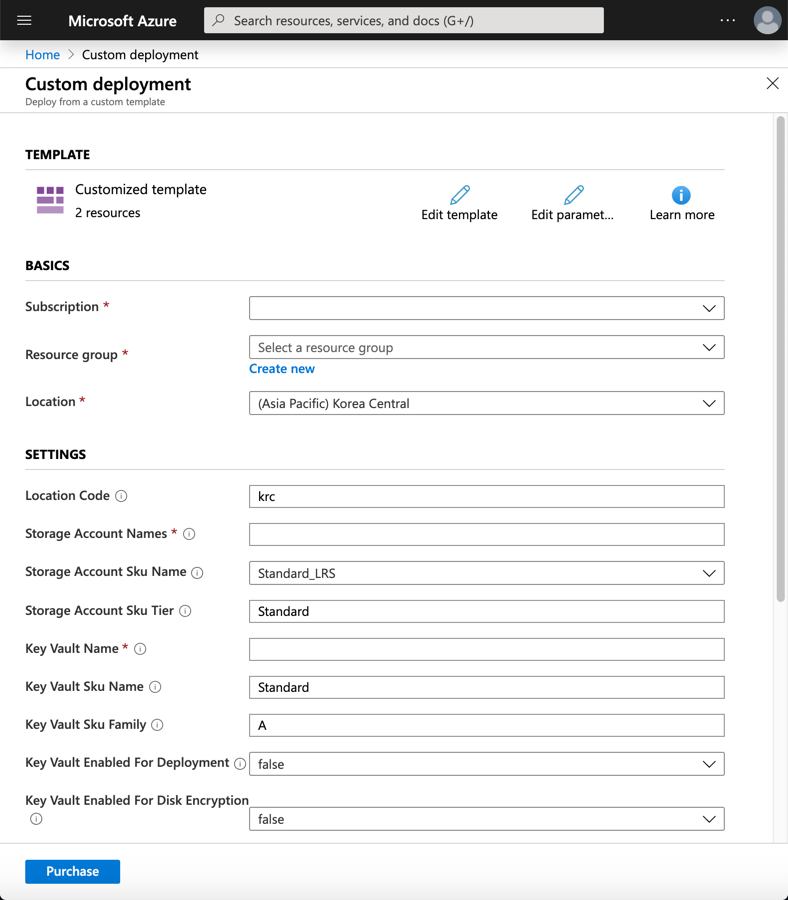 Microsoft Azure
Search resources, services, and docs (G+/)
Home > Custom deployment
Custom deployment
Deploy from a custom template
TEMPLATE
Customized template
2 resources
Edit template
Edit paramet...
Learn more
BASICS
Subscription *
Resource group *
Select a resource group
Create new
Location *
(Asia Pacific) Korea Central
SETTINGS
Location Code
krc
Storage Account Names *
Storage Account Sku Name
Standard_LRS
Storage Account Sku Tier
Standard
Key Vault Name *
Key Vault Sku Name
Standard
Key Vault Sku Family
A
Key Vault Enabled For Deployment
false
Key Vault Enabled For Disk Encryption
false
Purchase